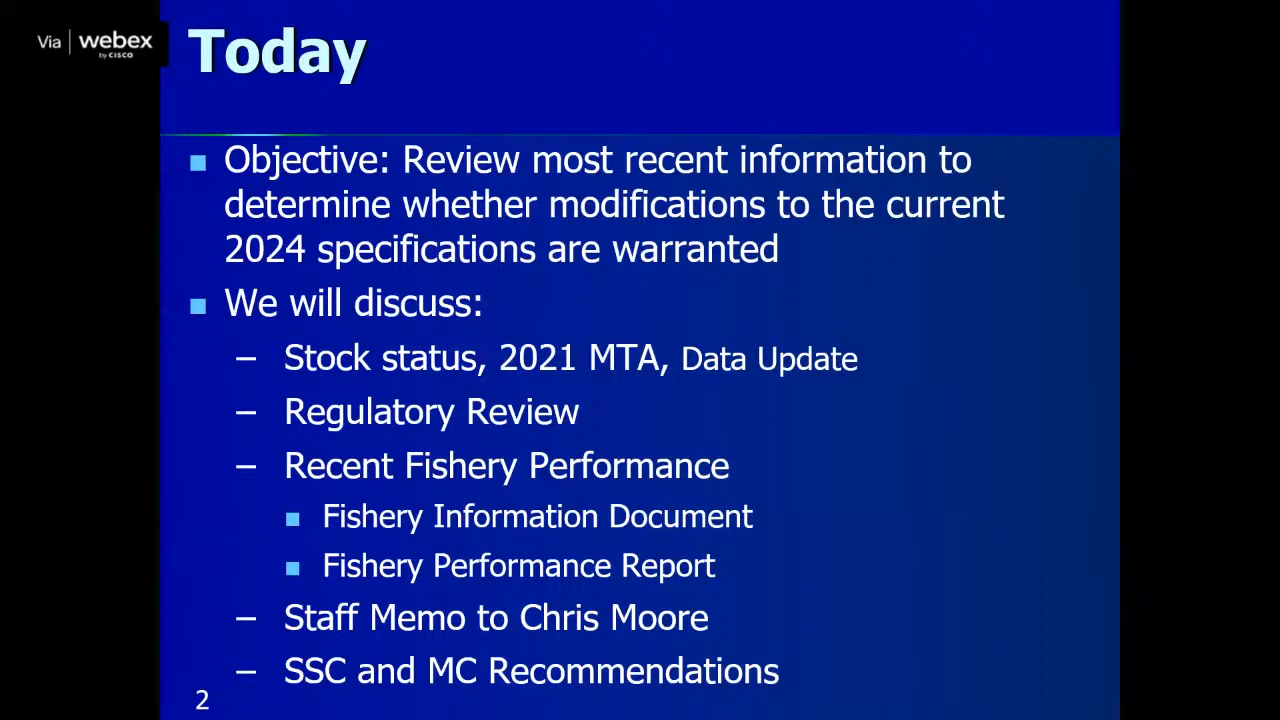 Via | webex
by CISCO
Today
Objective: Review most recent information to
determine whether modifications to the current
2024 specifications are warranted
We will discuss:
– Stock status, 2021 MTA, Data Update
– Regulatory Review
– Recent Fishery Performance
Fishery Information Document
Fishery Performance Report
– Staff Memo to Chris Moore
– SSC and MC Recommendations
2